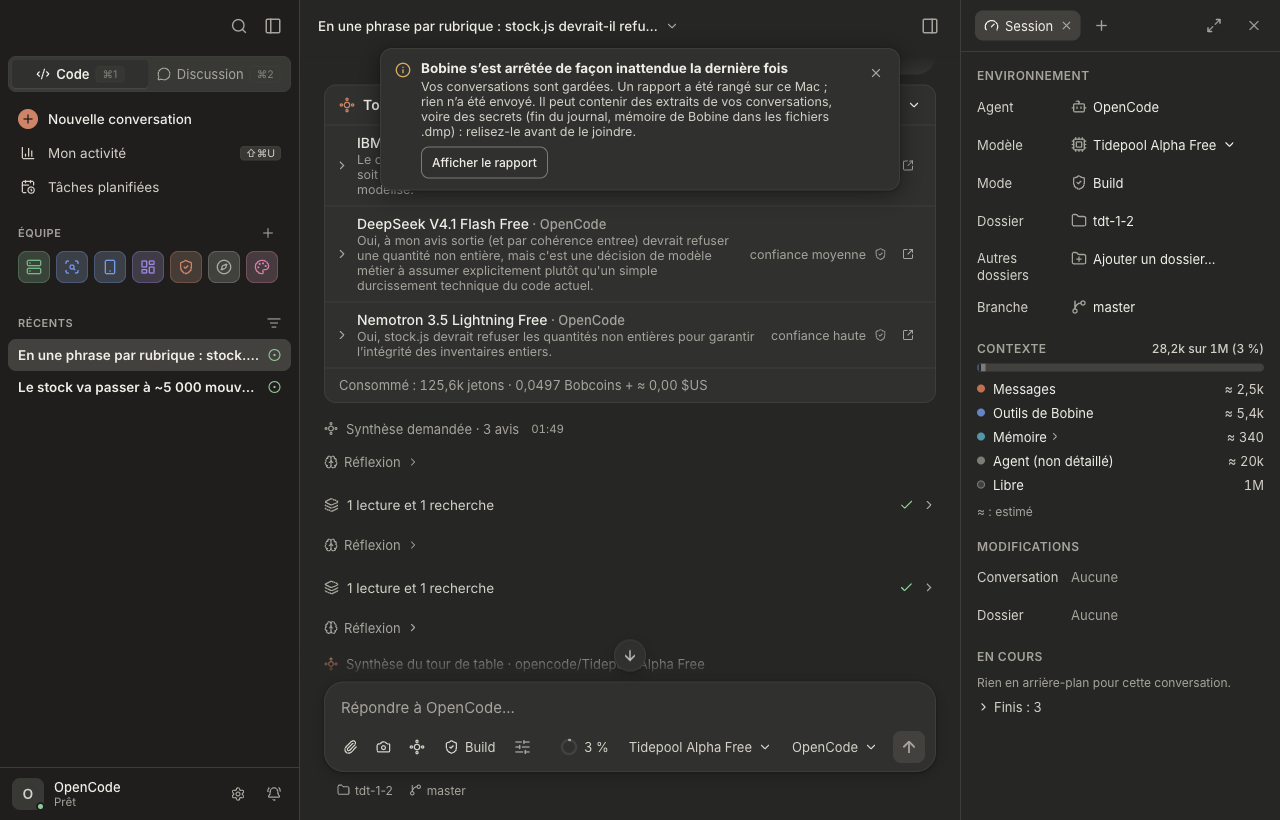 Code ⌘1
Discussion ⌘2
Nouvelle conversation
Mon activité ⇧⌘U
Tâches planifiées
ÉQUIPE
RÉCENTS
En une phrase par rubrique : stock.…
Le stock va passer à ~5 000 mouv…
O
OpenCode
Prêt
En une phrase par rubrique : stock.js devrait-il refu…
Bobine s’est arrêtée de façon inattendue la dernière fois
Vos conversations sont gardées. Un rapport a été rangé sur ce Mac ;
rien n’a été envoyé. Il peut contenir des extraits de vos conversations,
voire des secrets (fin du journal, mémoire de Bobine dans les fichiers
.dmp) : relisez-le avant de le joindre.
Afficher le rapport
To
IBM
Le c
soit
modélisé.
DeepSeek V4.1 Flash Free · OpenCode
Oui, à mon avis sortie (et par cohérence entree) devrait refuser
une quantité non entière, mais c'est une décision de modèle
métier à assumer explicitement plutôt qu'un simple
durcissement technique du code actuel.
confiance moyenne
Nemotron 3.5 Lightning Free · OpenCode
Oui, stock.js devrait refuser les quantités non entières pour garantir
l'intégrité des inventaires entiers.
confiance haute
Consommé : 125,6k jetons · 0,0497 Bobcoins + ≈ 0,00 $US
Synthèse demandée · 3 avis 01:49
Réflexion
1 lecture et 1 recherche
Réflexion
1 lecture et 1 recherche
Réflexion
Synthèse du tour de table · opencode/Tidep Alpha Free
Répondre à OpenCode…
Build
3 %
Tidepool Alpha Free
OpenCode
tdt-1-2
master
Session
ENVIRONNEMENT
Agent OpenCode
Modèle Tidepool Alpha Free
Mode Build
Dossier tdt-1-2
Autres dossiers Ajouter un dossier…
Branche master
CONTEXTE 28,2k sur 1M (3 %)
Messages ≈ 2,5k
Outils de Bobine ≈ 5,4k
Mémoire ≈ 340
Agent (non détaillé) ≈ 20k
Libre 1M
≈ : estimé
MODIFICATIONS
Conversation Aucune
Dossier Aucune
EN COURS
Rien en arrière-plan pour cette conversation.
Finis : 3